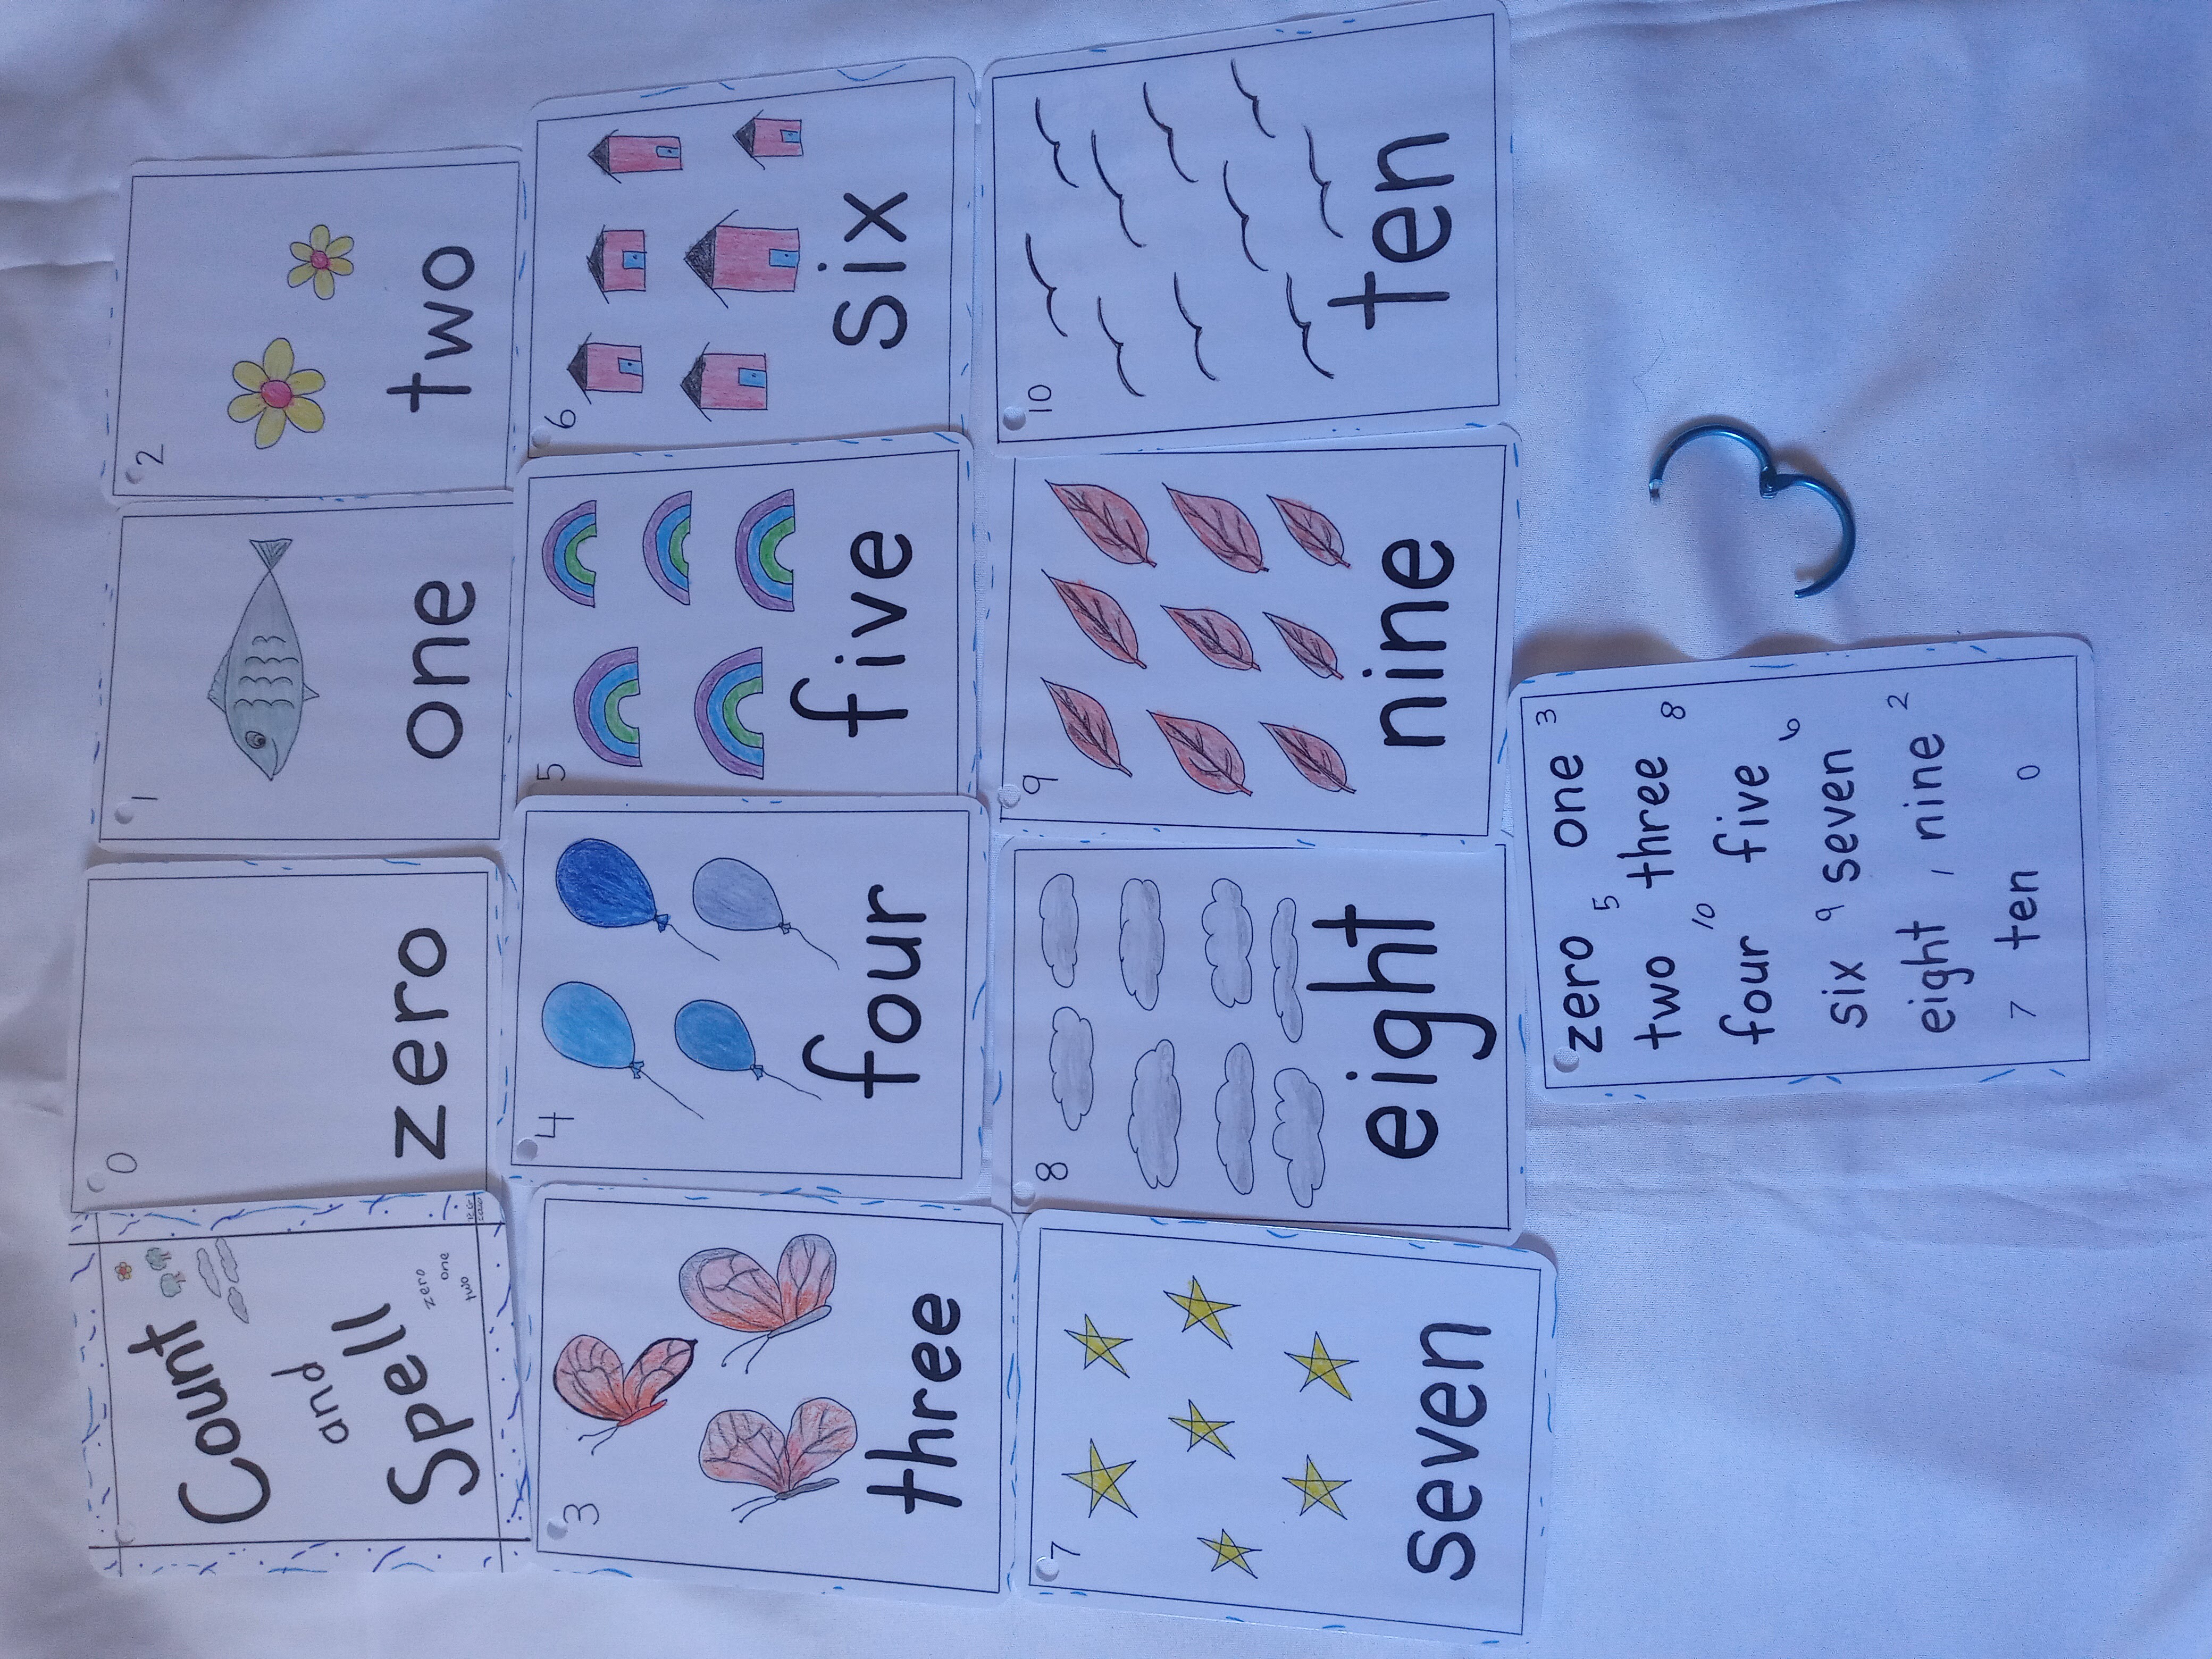 Count
and
Spell
zero
one
two
0
zero
1
one
2
two
3
three
4
four
5
five
6
six
7
seven
8
eight
9
nine
10
ten
zero one 3
5
two three
8
10
four five
6
six 9 seven
eight 1 nine 2
7 ten 0